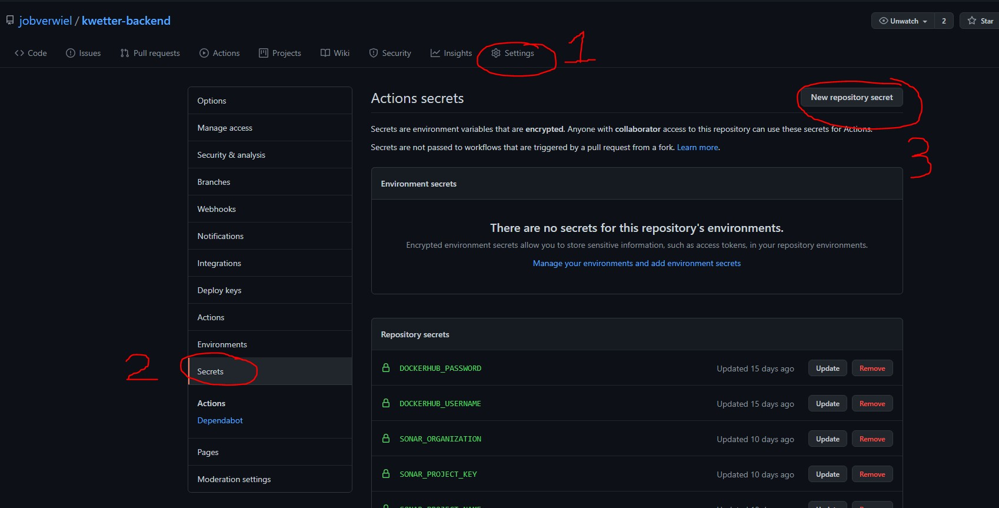 jobverwiel / kwetter-backend
Unwatch 2 Star
Code Issues Pull requests Actions Projects Wiki Security Insights Settings
1
Options
Manage access
Security & analysis
Branches
Webhooks
Notifications
Integrations
Deploy keys
Actions
Environments
2
Secrets
Actions
Dependabot
Pages
Moderation settings
Actions secrets
New repository secret
3
Secrets are environment variables that are encrypted. Anyone with collaborator access to this repository can use these secrets for Actions.
Secrets are not passed to workflows that are triggered by a pull request from a fork. Learn more.
Environment secrets
There are no secrets for this repository's environments.
Encrypted environment secrets allow you to store sensitive information, such as access tokens, in your repository environments.
Manage your environments and add environment secrets
Repository secrets
DOCKERHUB_PASSWORD Updated 15 days ago Update Remove
DOCKERHUB_USERNAME Updated 15 days ago Update Remove
SONAR_ORGANIZATION Updated 10 days ago Update Remove
SONAR_PROJECT_KEY Updated 10 days ago Update Remove